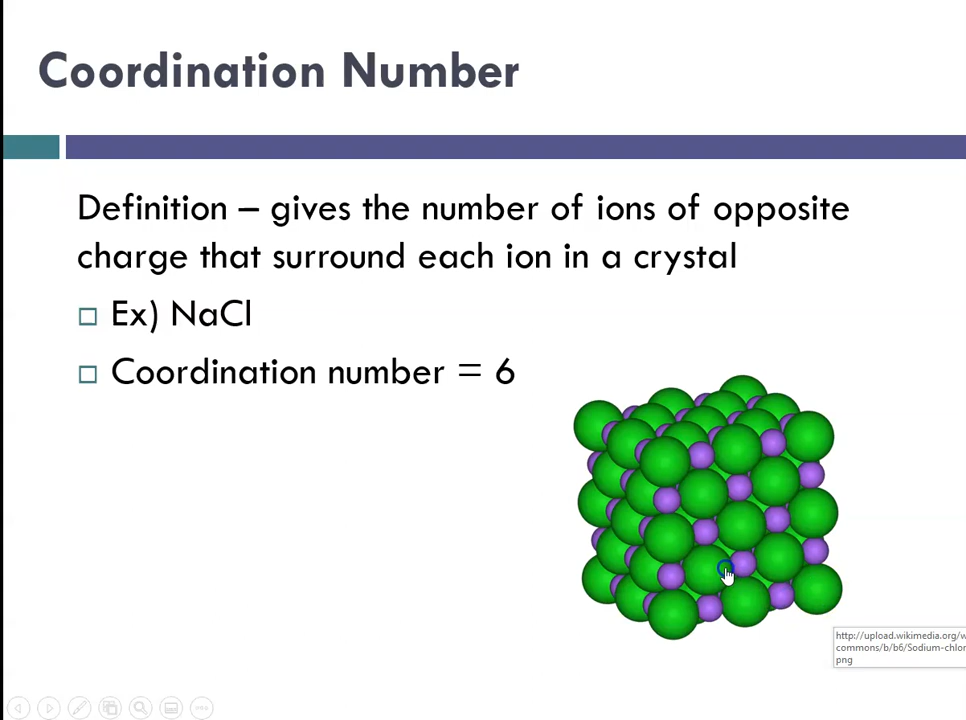 Coordination Number
Definition – gives the number of ions of opposite
charge that surround each ion in a crystal
Ex) NaCl
Coordination number = 6
http://upload.wikimedia.org/w
commons/b/b6/Sodium-chlor
png